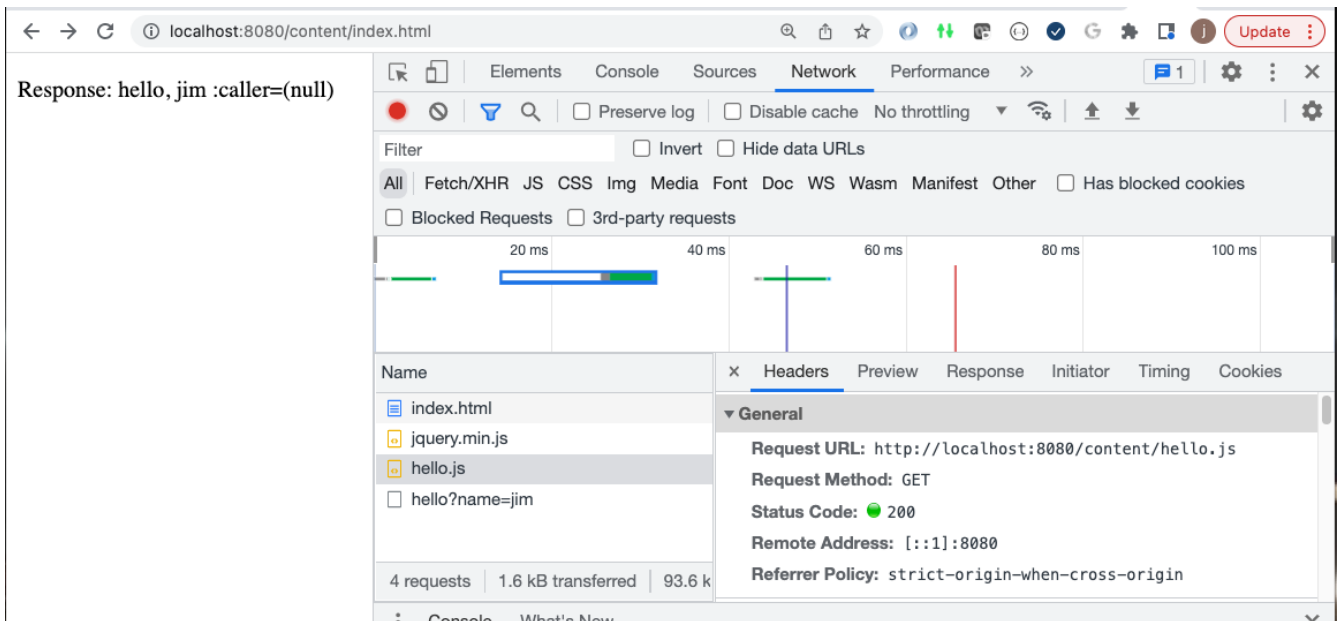 localhost:8080/content/index.html
j
Update
Response: hello, jim :caller=(null)
Elements Console Sources Network Performance » 1
Preserve log Disable cache No throttling
Filter Invert Hide data URLs
All Fetch/XHR JS CSS Img Media Font Doc WS Wasm Manifest Other Has blocked cookies
Blocked Requests 3rd-party requests
20 ms 40 ms 60 ms 80 ms 100 ms
Name
index.html
jquery.min.js
hello.js
hello?name=jim
4 requests 1.6 kB transferred 93.6 k
Headers Preview Response Initiator Timing Cookies
General
Request URL: http://localhost:8080/content/hello.js
Request Method: GET
Status Code: 200
Remote Address: [::1]:8080
Referrer Policy: strict-origin-when-cross-origin
Console What's New